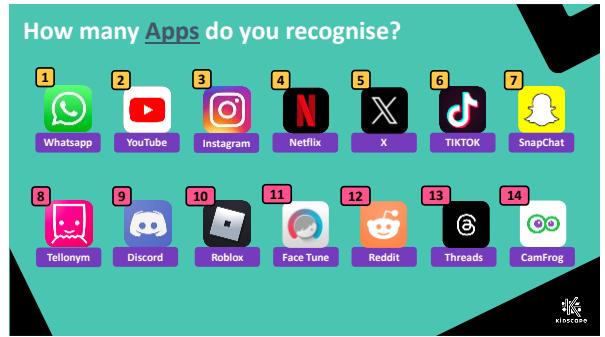 How many Apps do you recognise?
1 2 3 4 5 6 7
Whatsapp YouTube Instagram Netflix X TIKTOK SnapChat
8 9 10 11 12 13 14
Tellonym Discord Roblox Face Tune Reddit Threads CamFrog
KIDSCAPE